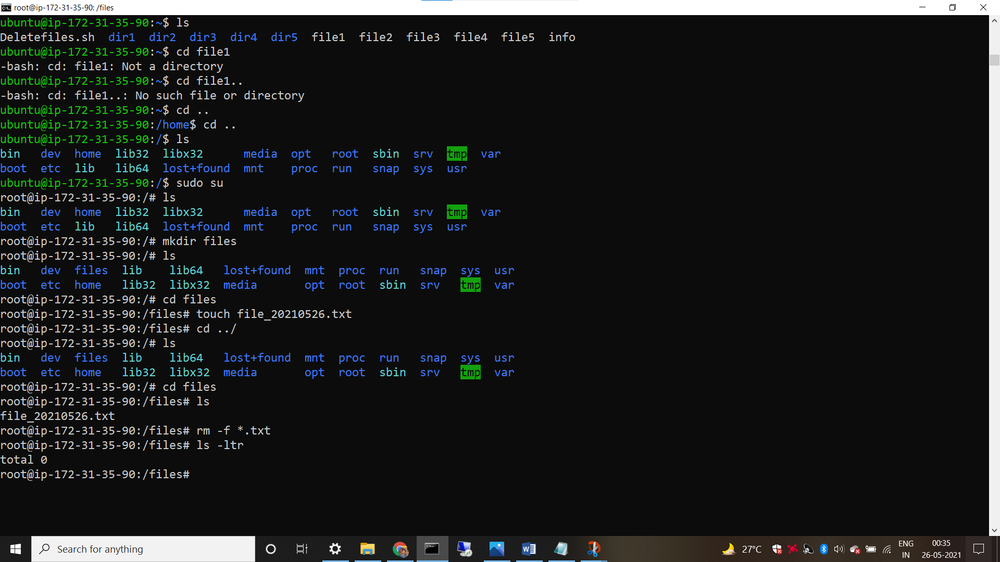 root@ip-172-31-35-90: /files
ubuntu@ip-172-31-35-90:~$ ls
Deletefiles.sh  dir1  dir2  dir3  dir4  dir5  file1  file2  file3  file4  file5  info
ubuntu@ip-172-31-35-90:~$ cd file1
-bash: cd: file1: Not a directory
ubuntu@ip-172-31-35-90:~$ cd file1..
-bash: cd: file1..: No such file or directory
ubuntu@ip-172-31-35-90:~$ cd ..
ubuntu@ip-172-31-35-90:/home$ cd ..
ubuntu@ip-172-31-35-90:/$ ls
bin   dev  home  lib32  libx32      media  opt   root  sbin  srv  tmp  var
boot  etc  lib   lib64  lost+found  mnt    proc  run   snap  sys  usr
ubuntu@ip-172-31-35-90:/$ sudo su
root@ip-172-31-35-90:/# ls
bin   dev  home  lib32  libx32      media  opt   root  sbin  srv  tmp  var
boot  etc  lib   lib64  lost+found  mnt    proc  run   snap  sys  usr
root@ip-172-31-35-90:/# mkdir files
root@ip-172-31-35-90:/# ls
bin   dev  files  lib    lib64   lost+found  mnt  proc  run   snap  sys  usr
boot  etc  home   lib32  libx32  media       opt  root  sbin  srv   tmp  var
root@ip-172-31-35-90:/# cd files
root@ip-172-31-35-90:/files# touch file_20210526.txt
root@ip-172-31-35-90:/files# cd ../
root@ip-172-31-35-90:/# ls
bin   dev  files  lib    lib64   lost+found  mnt  proc  run   snap  sys  usr
boot  etc  home   lib32  libx32  media       opt  root  sbin  srv   tmp  var
root@ip-172-31-35-90:/# cd files
root@ip-172-31-35-90:/files# ls
file_20210526.txt
root@ip-172-31-35-90:/files# rm -f *.txt
root@ip-172-31-35-90:/files# ls -ltr
total 0
root@ip-172-31-35-90:/files#
Search for anything
27°C
ENG
IN
00:35
26-05-2021